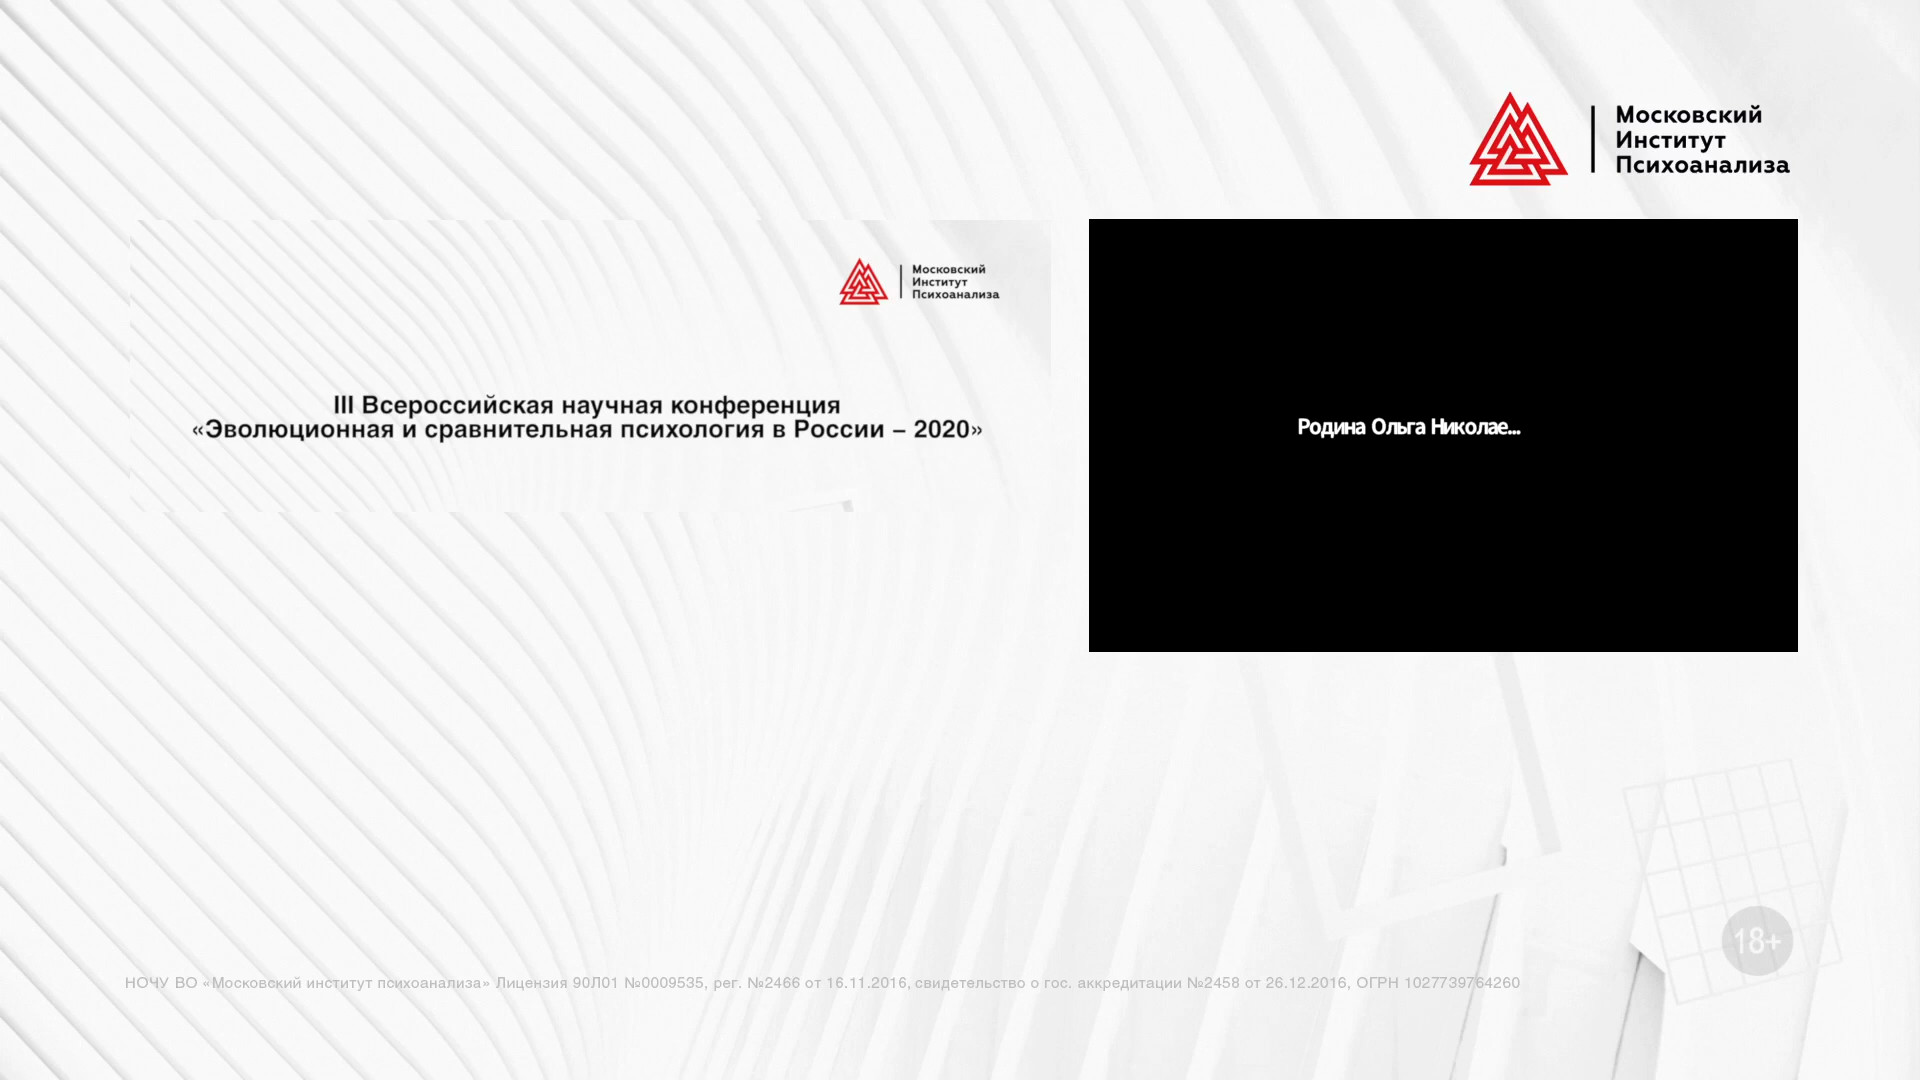 Московский
Институт
Психоанализа
Московский
Институт
Психоанализа
III Всероссийская научная конференция
«Эволюционная и сравнительная психология в России – 2020»
Родина Ольга Николае...
18+
НОЧУ ВО «Московский институт психоанализа» Лицензия 90Л01 №0009535, рег. №2466 от 16.11.2016, свидетельство о гос. аккредитации №2458 от 26.12.2016, ОГРН 1027739764260